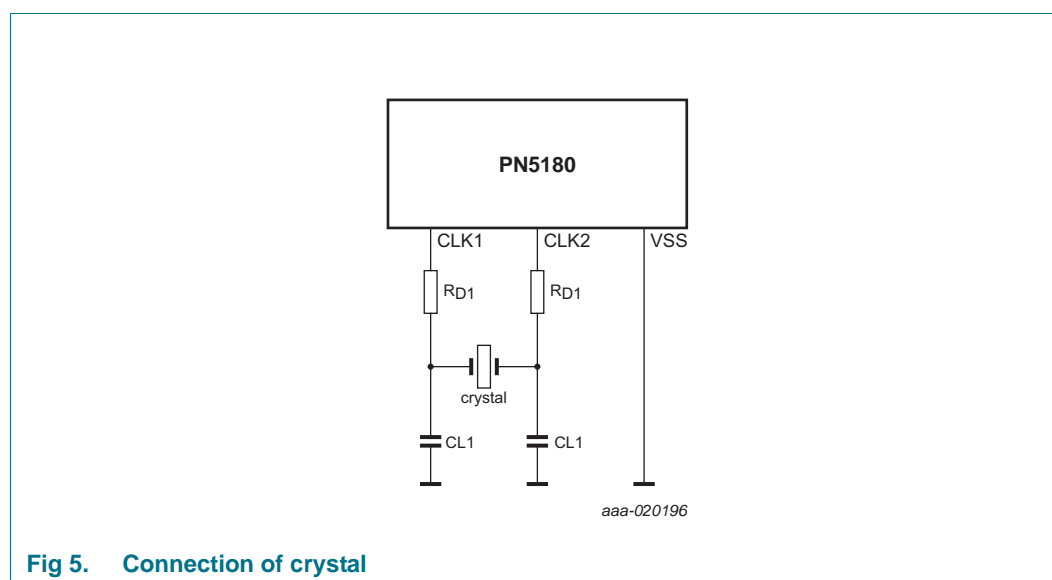 PN5180
CLK1 CLK2 VSS
RD1 RD1
crystal
CL1 CL1
aaa-020196
Fig 5. Connection of crystal